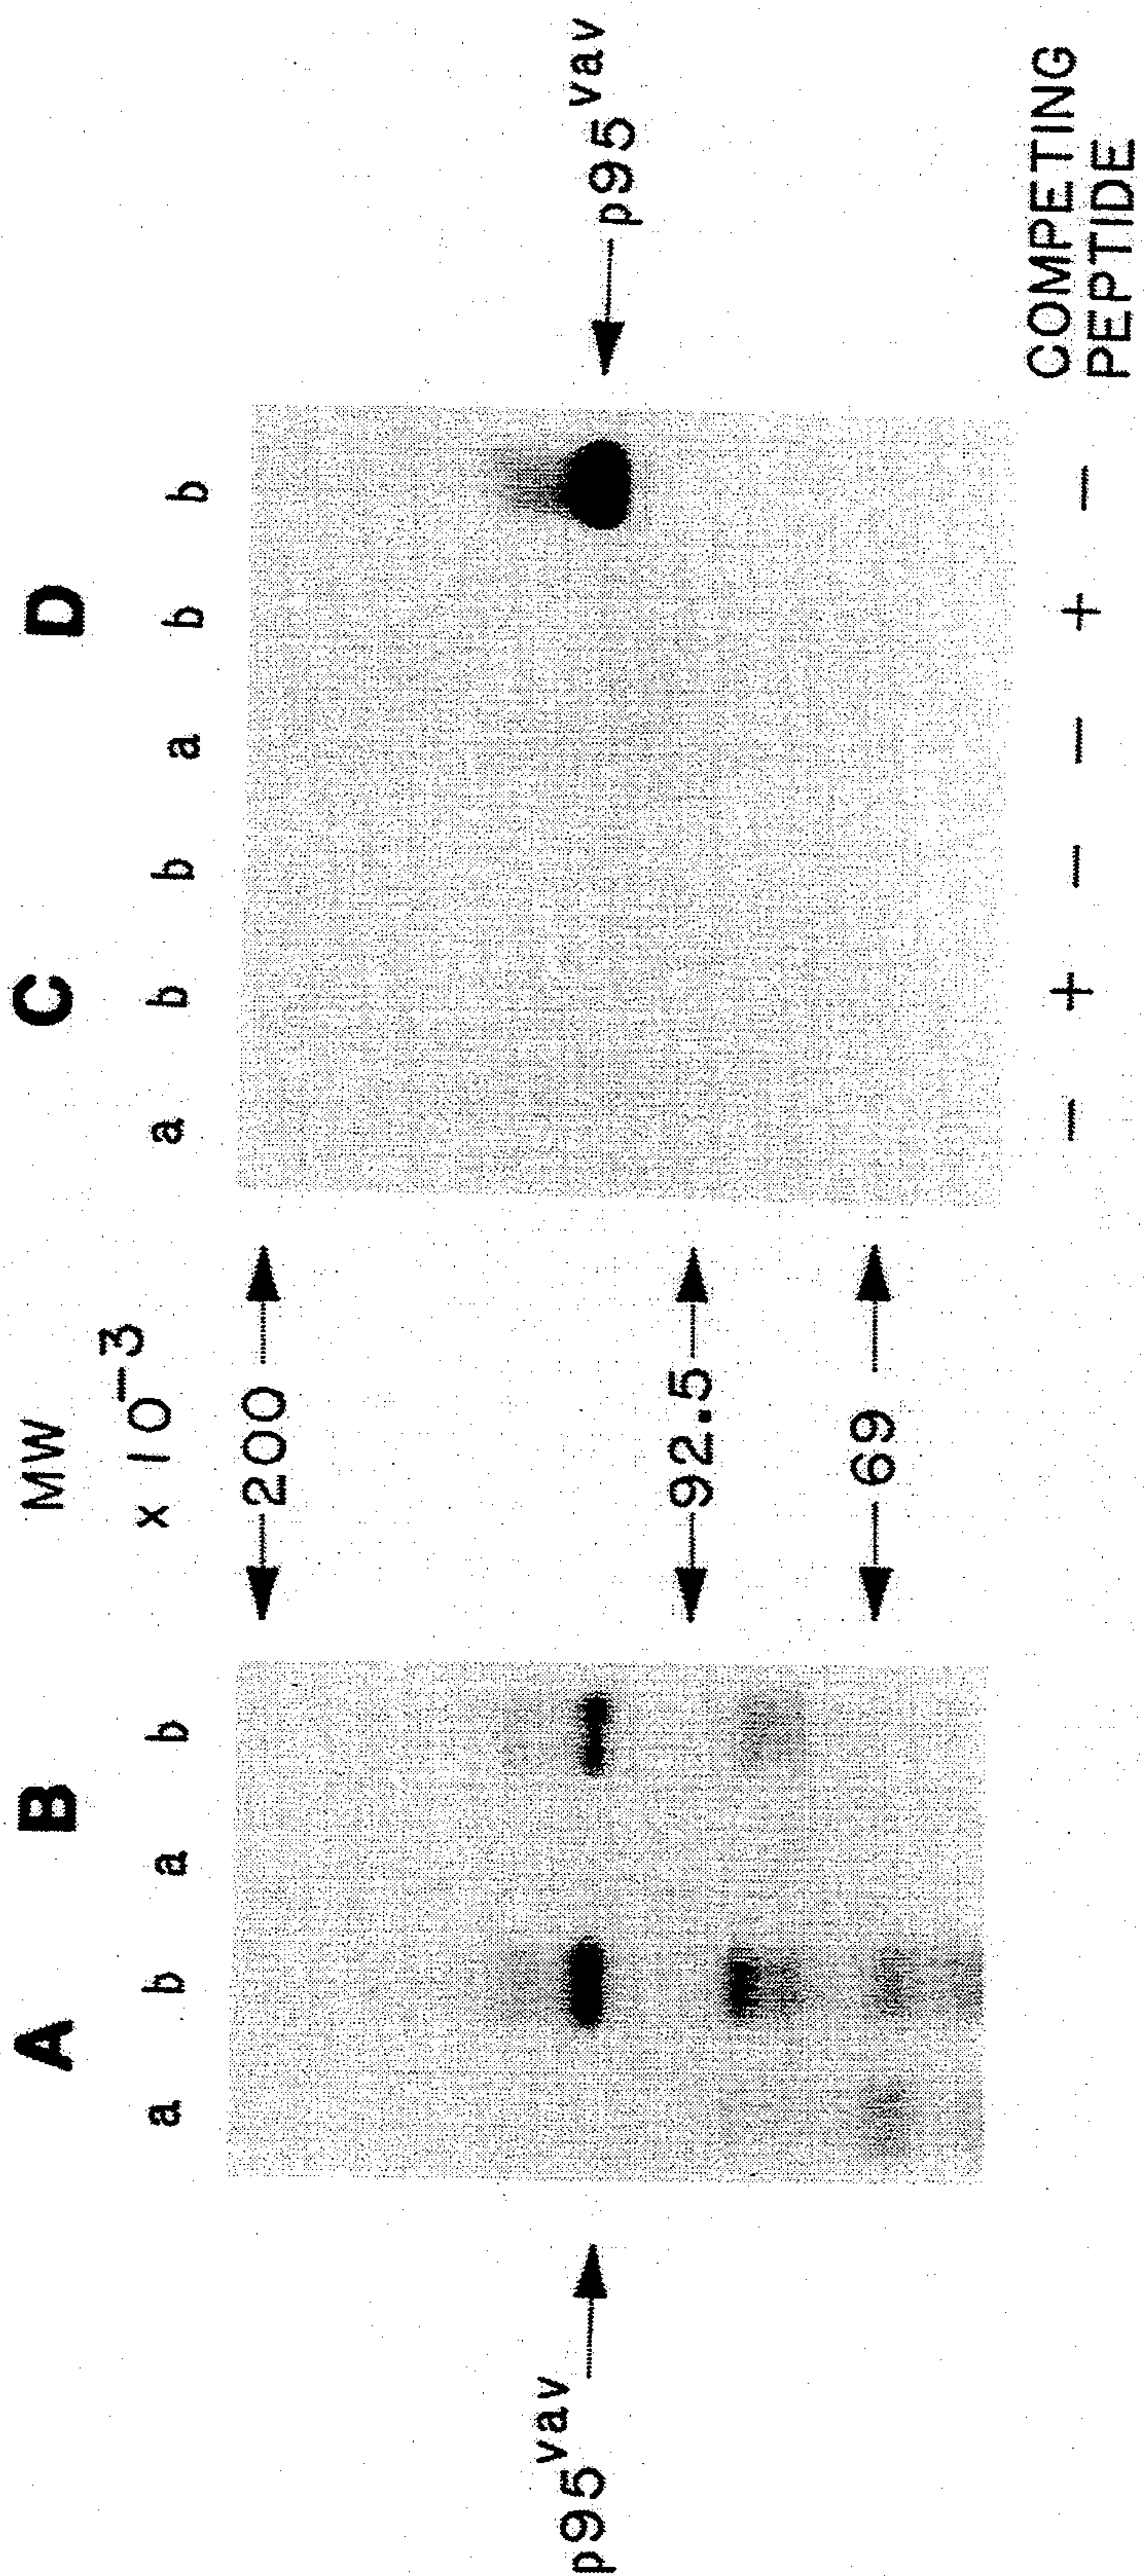 A B MW C D
a b a b × 10⁻³ a b b a b b
200
p95ᵛᵃᵛ p95ᵛᵃᵛ
92.5
69
− + − − + − COMPETING
PEPTIDE